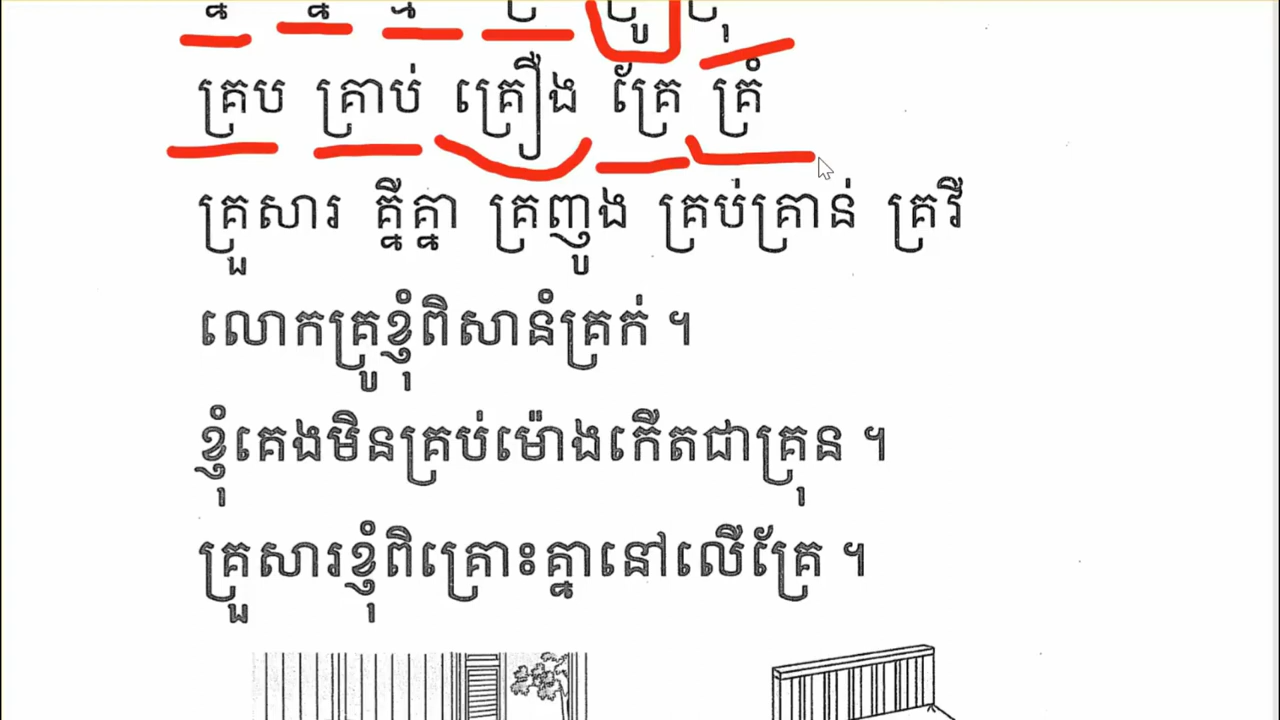 គ្រប គ្រាប់ គ្រឿង គ្រែ គ្រំ
គ្រួសារ គ្នីគ្នា គ្រញូង គ្រប់គ្រាន់ គ្រវី
លោកគ្រូខ្ញុំពិសានំគ្រក់ ។
ខ្ញុំគេងមិនគ្រប់ម៉ោងកើតជាគ្រុន ។
គ្រួសារខ្ញុំពិគ្រោះគ្នានៅលើគ្រែ ។